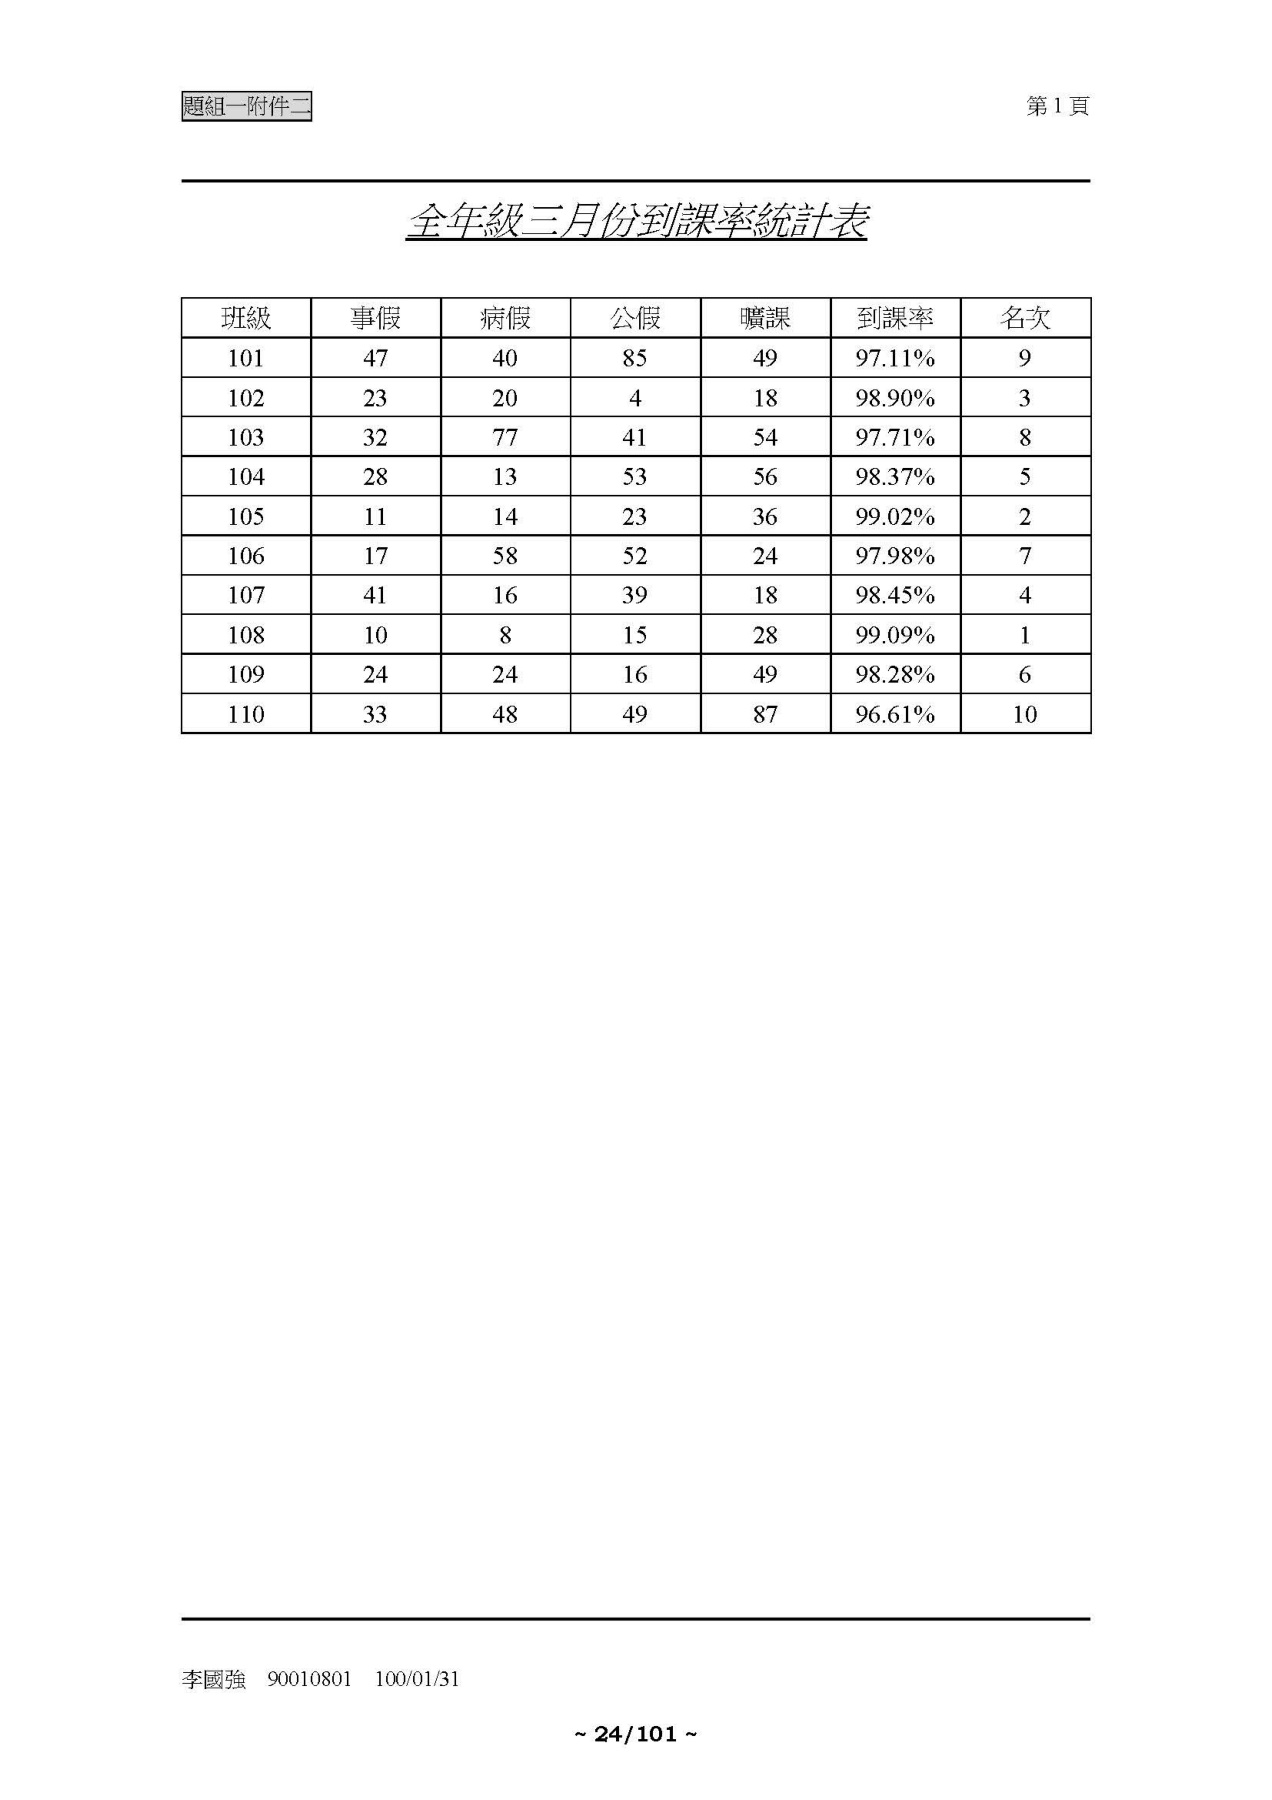 題組一附件二 第 1 頁
全年級三月份到課率統計表
班級 事假 病假 公假 曠課 到課率 名次
101 47 40 85 49 97.11% 9
102 23 20 4 18 98.90% 3
103 32 77 41 54 97.71% 8
104 28 13 53 56 98.37% 5
105 11 14 23 36 99.02% 2
106 17 58 52 24 97.98% 7
107 41 16 39 18 98.45% 4
108 10 8 15 28 99.09% 1
109 24 24 16 49 98.28% 6
110 33 48 49 87 96.61% 10
李國強 90010801 100/01/31
~ 24/101 ~